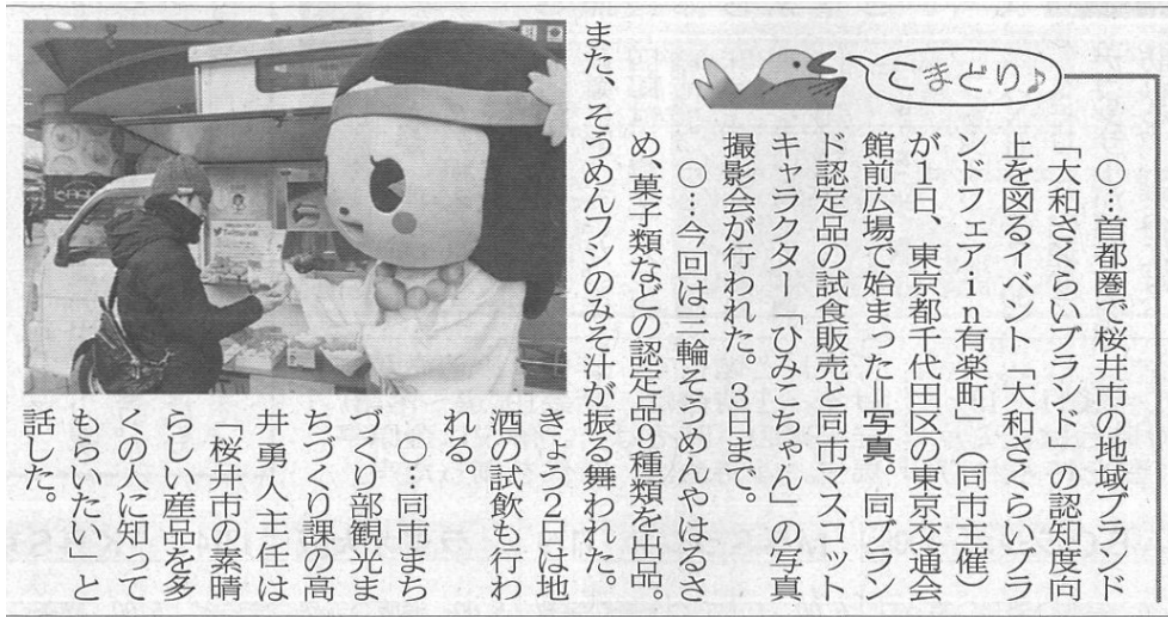 こまどり♪
〇…首都圏で桜井市の地域ブランド
「大和さくらいブランド」の認知度向
上を図るイベント「大和さくらいブラ
ンドフェアin有楽町」(同市主催)
が1日、東京都千代田区の東京交通会
館前広場で始まった=写真。同ブラン
ド認定品の試食販売と同市マスコット
キャラクター「ひみこちゃん」の写真
撮影会が行われた。3日まで。
〇…今回は三輪そうめんやはるさ
め、菓子類などの認定品9種類を出品。
また、そうめんフシのみそ汁が振る舞われた。
きょう2日は地
酒の試飲も行わ
れる。
〇…同市まち
づくり部観光ま
ちづくり課の高
井勇人主任は
「桜井市の素晴
らしい産品を多
くの人に知って
もらいたい」と
話した。